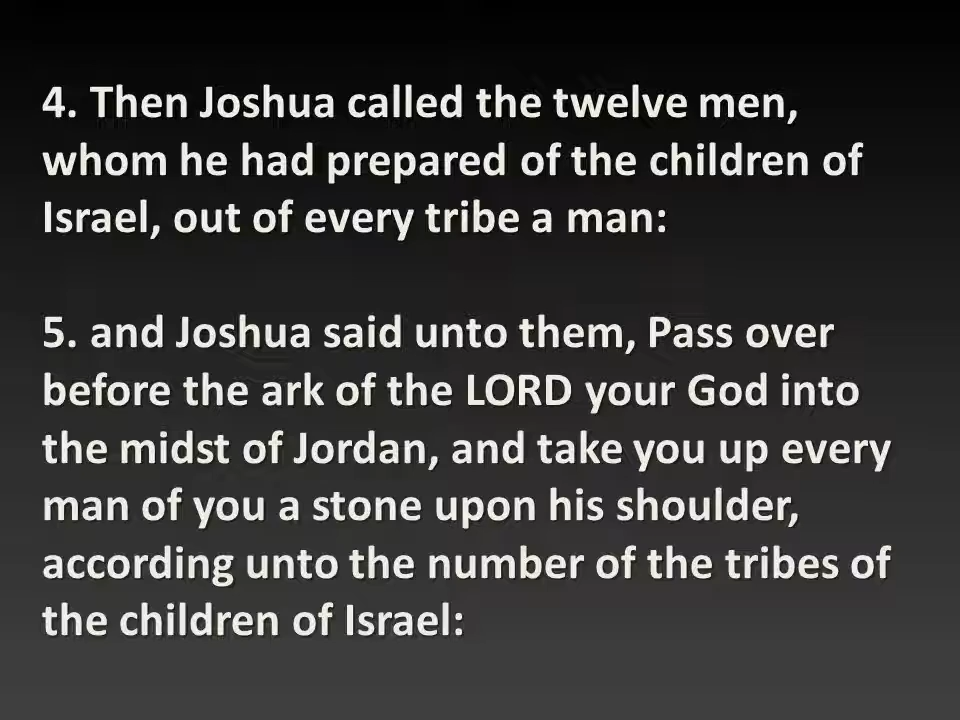 4. Then Joshua called the twelve men,
whom he had prepared of the children of
Israel, out of every tribe a man:
5. and Joshua said unto them, Pass over
before the ark of the LORD your God into
the midst of Jordan, and take you up every
man of you a stone upon his shoulder,
according unto the number of the tribes of
the children of Israel: